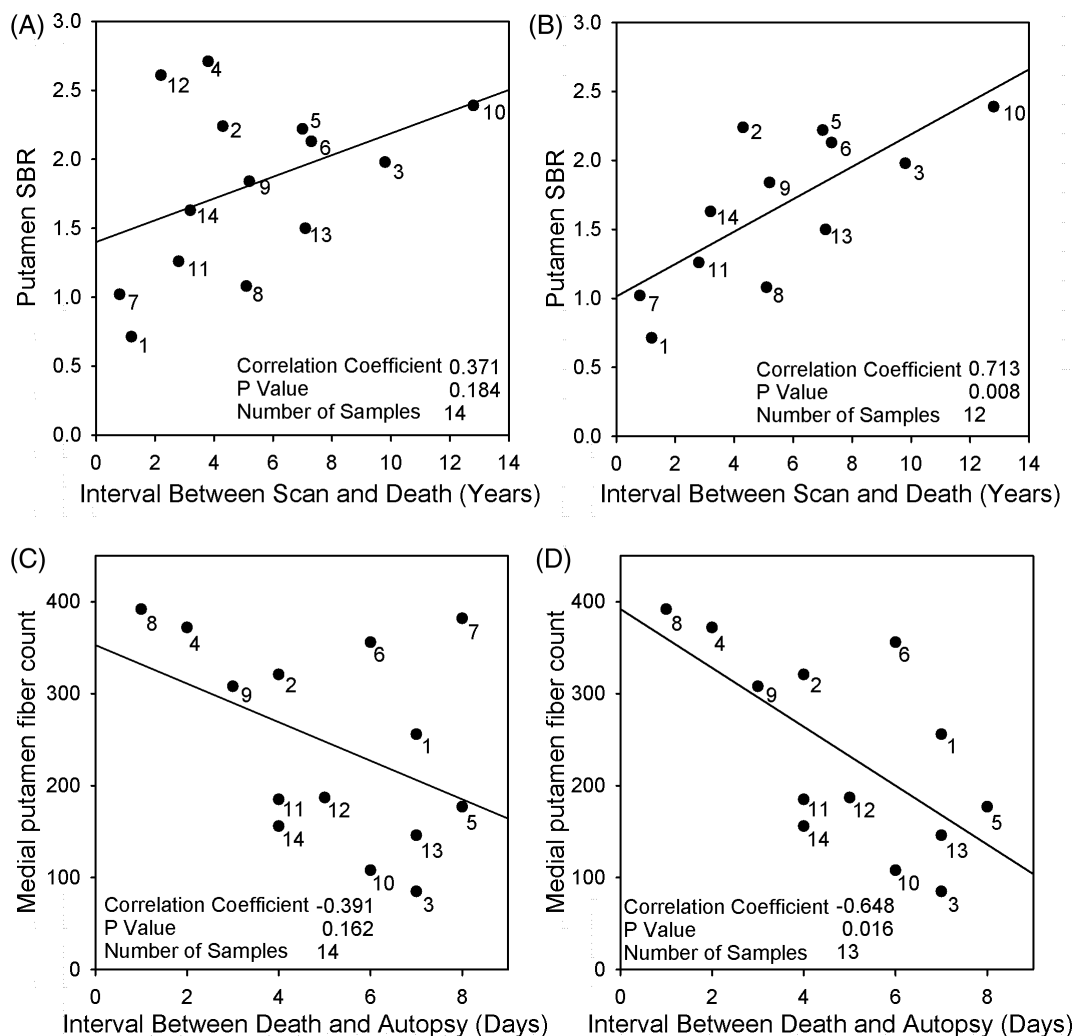 (A)
3.0
2.5
2.0
1.5
1.0
0.5
0.0
Putamen SBR
12
4
2
5
6
10
3
9
14
13
11
8
7
1
Correlation Coefficient 0.371
P Value 0.184
Number of Samples 14
0 2 4 6 8 10 12 14
Interval Between Scan and Death (Years)
(B)
3.0
2.5
2.0
1.5
1.0
0.5
0.0
Putamen SBR
10
2
5
6
3
9
14
13
11
8
7
1
Correlation Coefficient 0.713
P Value 0.008
Number of Samples 12
0 2 4 6 8 10 12 14
Interval Between Scan and Death (Years)
(C)
400
300
200
100
0
Medial putamen fiber count
8
4
7
6
2
9
1
11
12
5
14
13
10
3
Correlation Coefficient -0.391
P Value 0.162
Number of Samples 14
0 2 4 6 8
Interval Between Death and Autopsy (Days)
(D)
400
300
200
100
0
Medial putamen fiber count
8
4
6
2
9
1
11
12
5
14
13
10
3
Correlation Coefficient -0.648
P Value 0.016
Number of Samples 13
0 2 4 6 8
Interval Between Death and Autopsy (Days)